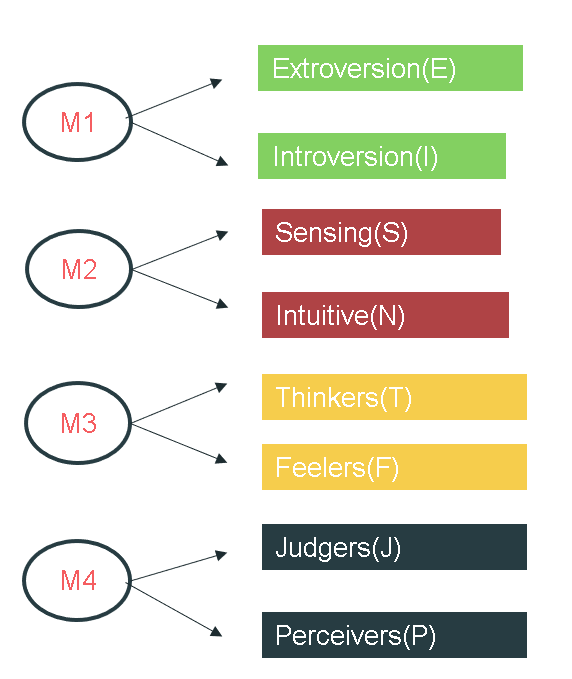 M1
Extroversion(E)
Introversion(I)
M2
Sensing(S)
Intuitive(N)
M3
Thinkers(T)
Feelers(F)
M4
Judgers(J)
Perceivers(P)